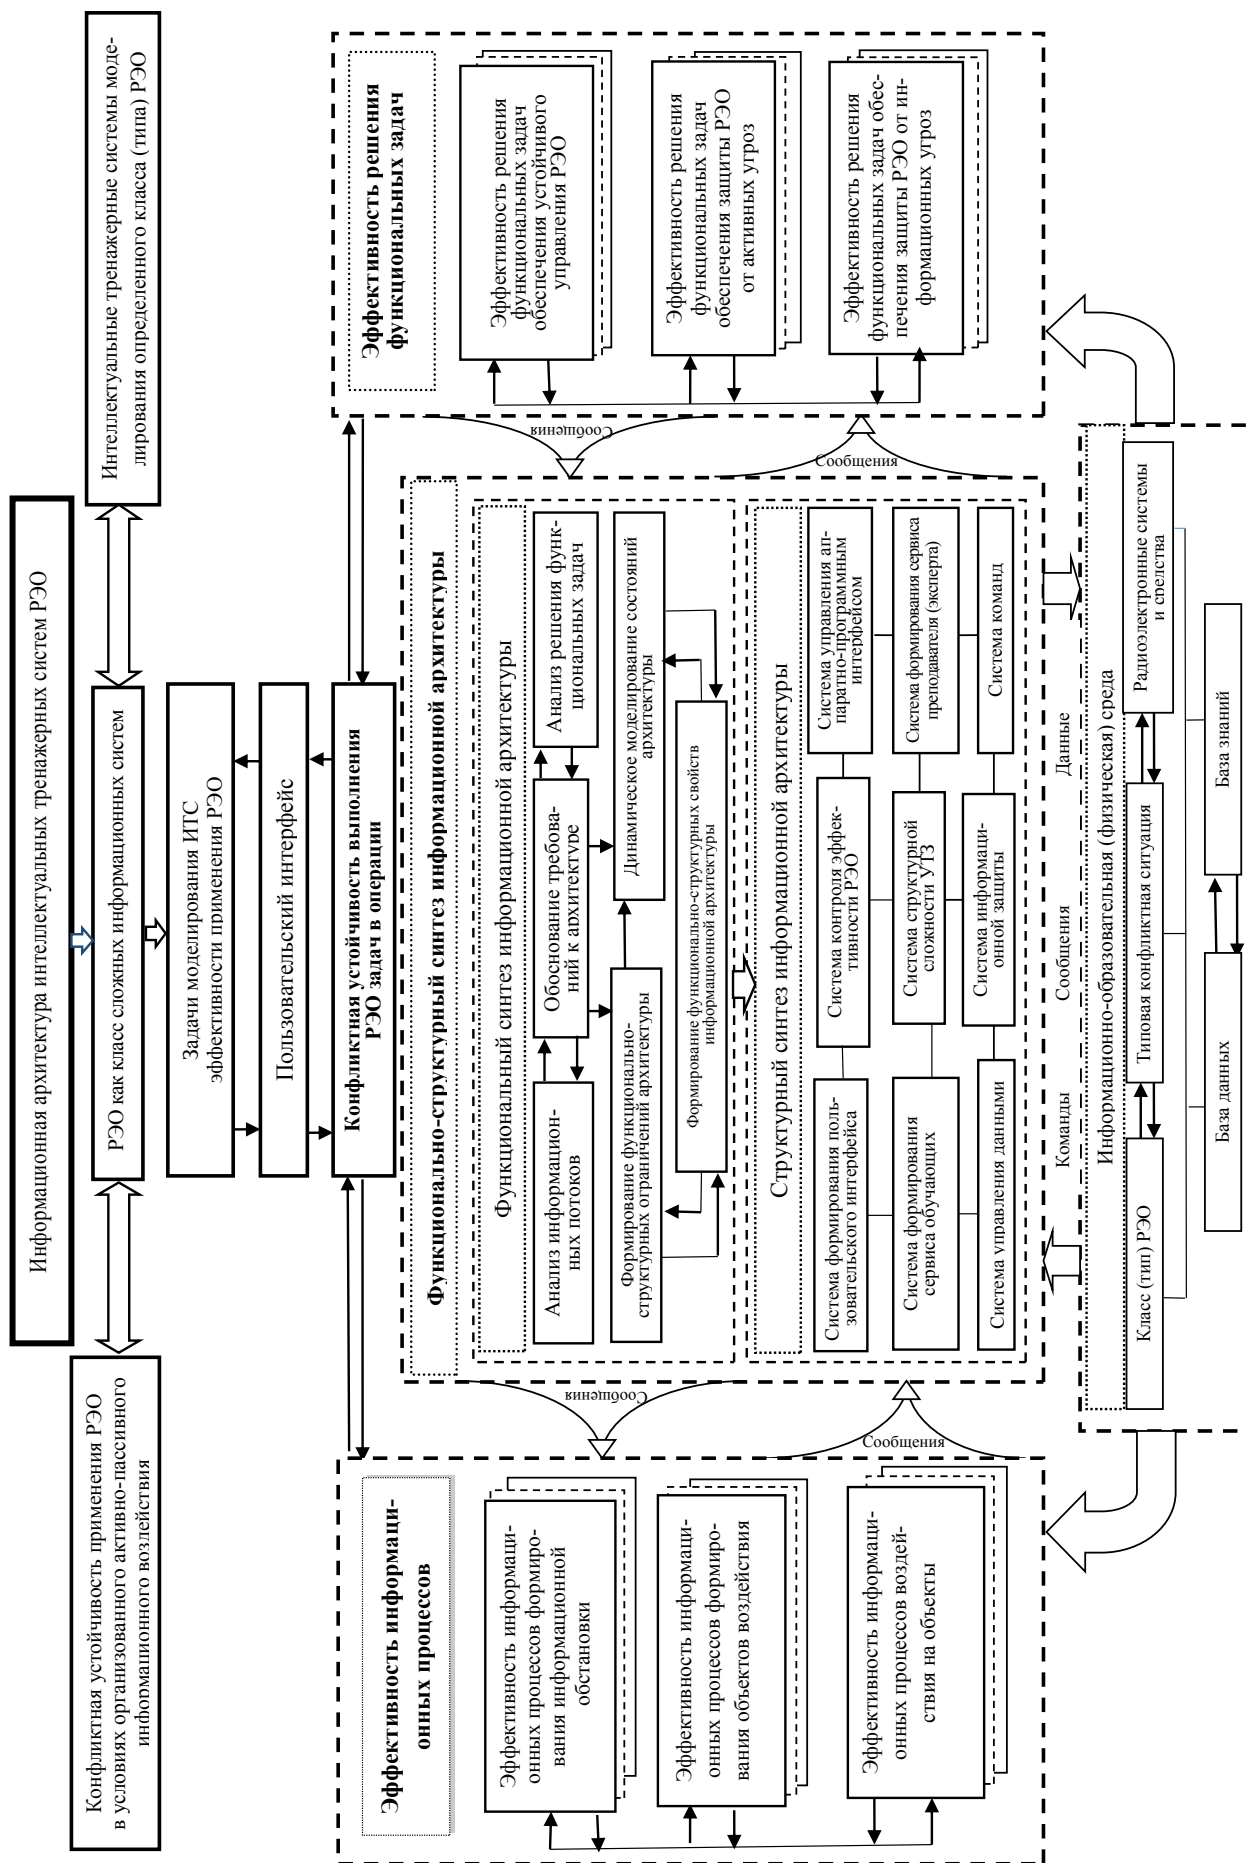 Информационная архитектура интеллектуальных тренажерных систем РЭО
Конфликтная устойчивость применения РЭО
в условиях организованного активно-пассивного
информационного воздействия
РЭО как класс сложных информационных систем
Интеллектуальные тренажерные системы моде-
лирования определенного класса (типа) РЭО
Задачи моделирования ИТС
эффективности применения РЭО
Пользовательский интерфейс
Конфликтная устойчивость выполнения
РЭО задач в операции
Эффективность информаци-
онных процессов
Эффективность информаци-
онных процессов формиро-
вания информационной
обстановки
Эффективность информаци-
онных процессов формиро-
вания объектов воздействия
Эффективность информаци-
онных процессов воздей-
ствия на объекты
Сообщения
Сообщения
Функционально-структурный синтез информационной архитектуры
Функциональный синтез информационной архитектуры
Анализ информацион-
ных потоков
Обоснование требова-
ний к архитектуре
Анализ решения функ-
циональных задач
Формирование функционально-
структурных ограничений архитектуры
Динамическое моделирование состояний
архитектуры
Формирование функционально-структурных свойств
информационной архитектуры
Структурный синтез информационной архитектуры
Система формирования поль-
зовательского интерфейса
Система контроля эффек-
тивности РЭО
Система управления ап-
паратно-программным
интерфейсом
Система формирования
сервиса обучающих
Система структурной
сложности УТЗ
Система формирования сервиса
преподавателя (эксперта)
Система управления данными
Система информаци-
онной защиты
Система команд
Сообщения
Сообщения
Эффективность решения
функциональных задач
Эффективность решения
функциональных задач
обеспечения устойчивого
управления РЭО
Эффективность решения
функциональных задач
обеспечения защиты РЭО
от активных угроз
Эффективность решения
функциональных задач обес-
печения защиты РЭО от ин-
формационных угроз
Команды
Сообщения
Данные
Информационно-образовательная (физическая) среда
Класс (тип) РЭО
Типовая конфликтная ситуация
Радиоэлектронные системы
и средства
База данных
База знаний